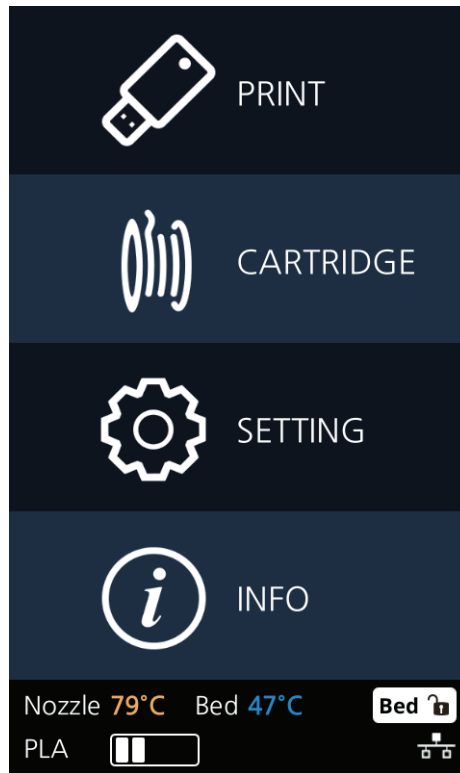 PRINT
CARTRIDGE
SETTING
i INFO
Nozzle 79°C Bed 47°C Bed
PLA